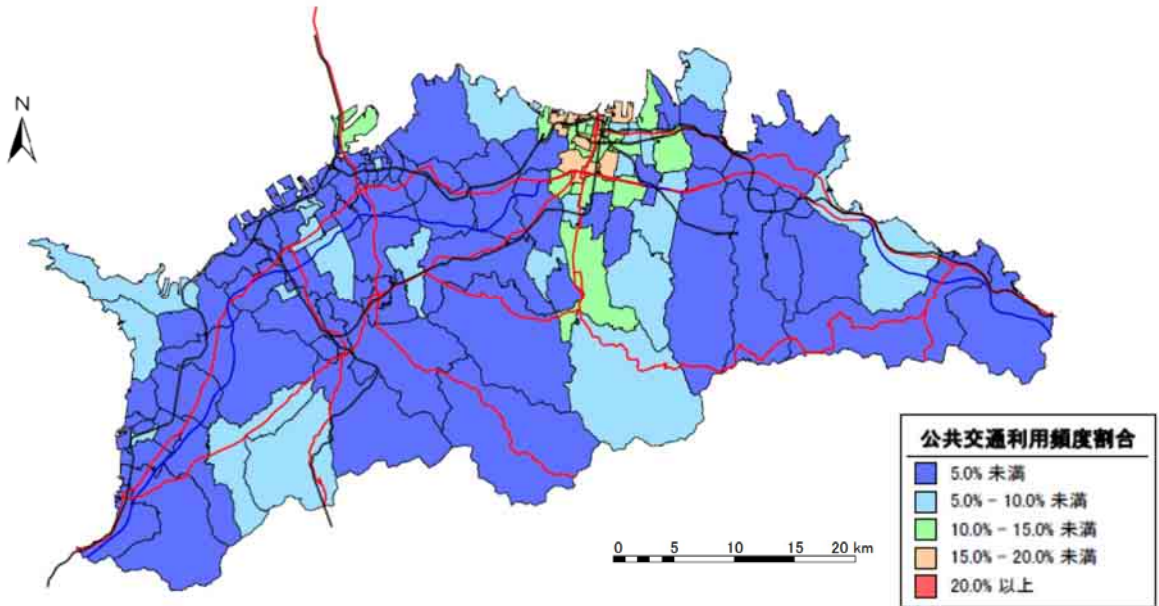 N
公共交通利用頻度割合
5.0% 未満
5.0% - 10.0% 未満
10.0% - 15.0% 未満
15.0% - 20.0% 未満
20.0% 以上
0 5 10 15 20 km